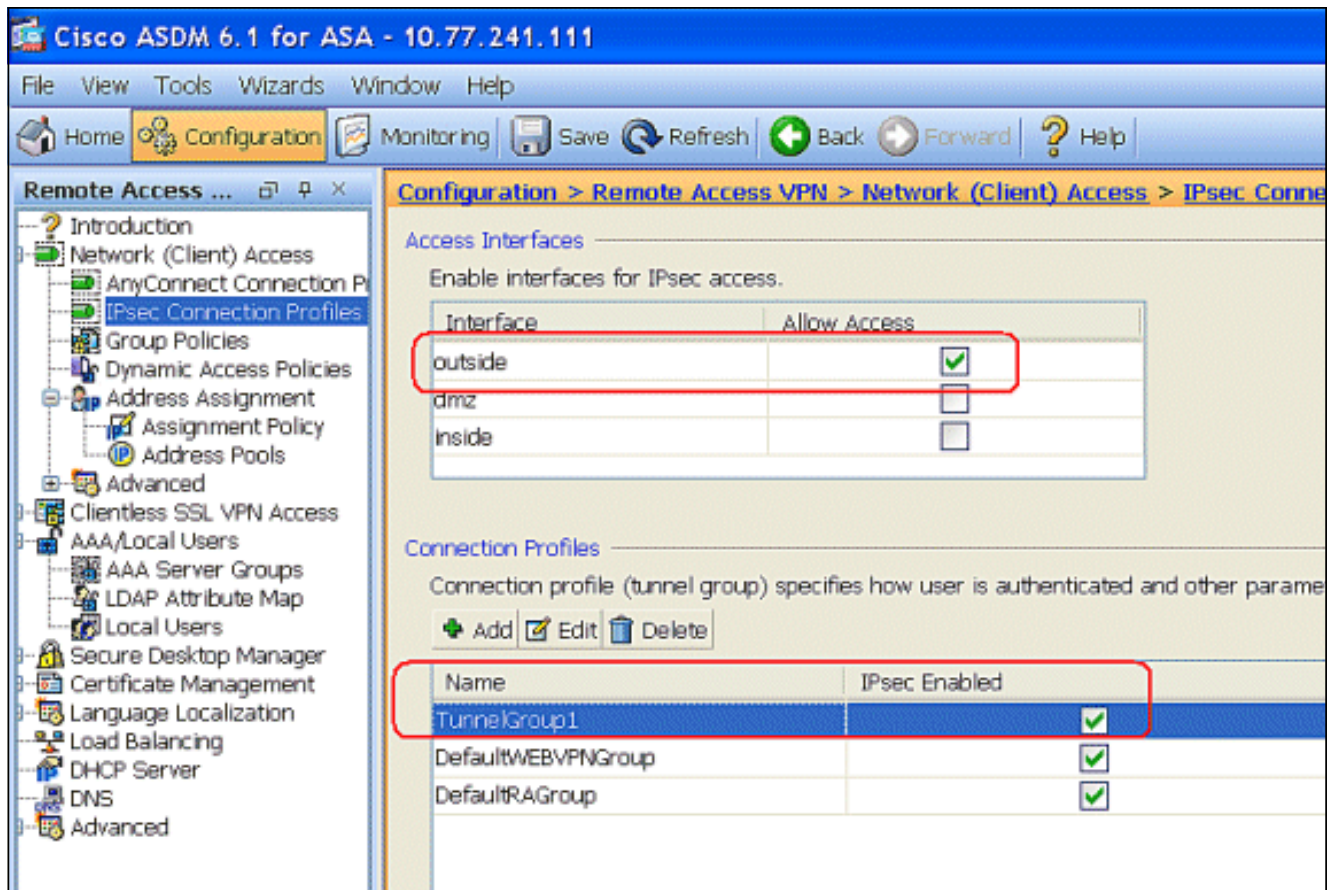 Cisco ASDM 6.1 for ASA - 10.77.241.111
File View Tools Wizards Window Help
Home Configuration Monitoring Save Refresh Back Forward Help
Remote Access ...
Introduction
Network (Client) Access
AnyConnect Connection P
IPsec Connection Profiles
Group Policies
Dynamic Access Policies
Address Assignment
Assignment Policy
Address Pools
Advanced
Clientless SSL VPN Access
AAA/Local Users
AAA Server Groups
LDAP Attribute Map
Local Users
Secure Desktop Manager
Certificate Management
Language Localization
Load Balancing
DHCP Server
DNS
Advanced
Configuration > Remote Access VPN > Network (Client) Access > IPsec Conne
Access Interfaces
Enable interfaces for IPsec access.
Interface Allow Access
outside
dmz
inside
Connection Profiles
Connection profile (tunnel group) specifies how user is authenticated and other parame
Add Edit Delete
Name IPsec Enabled
TunnelGroup1
DefaultWEBVPNGroup
DefaultRAGroup